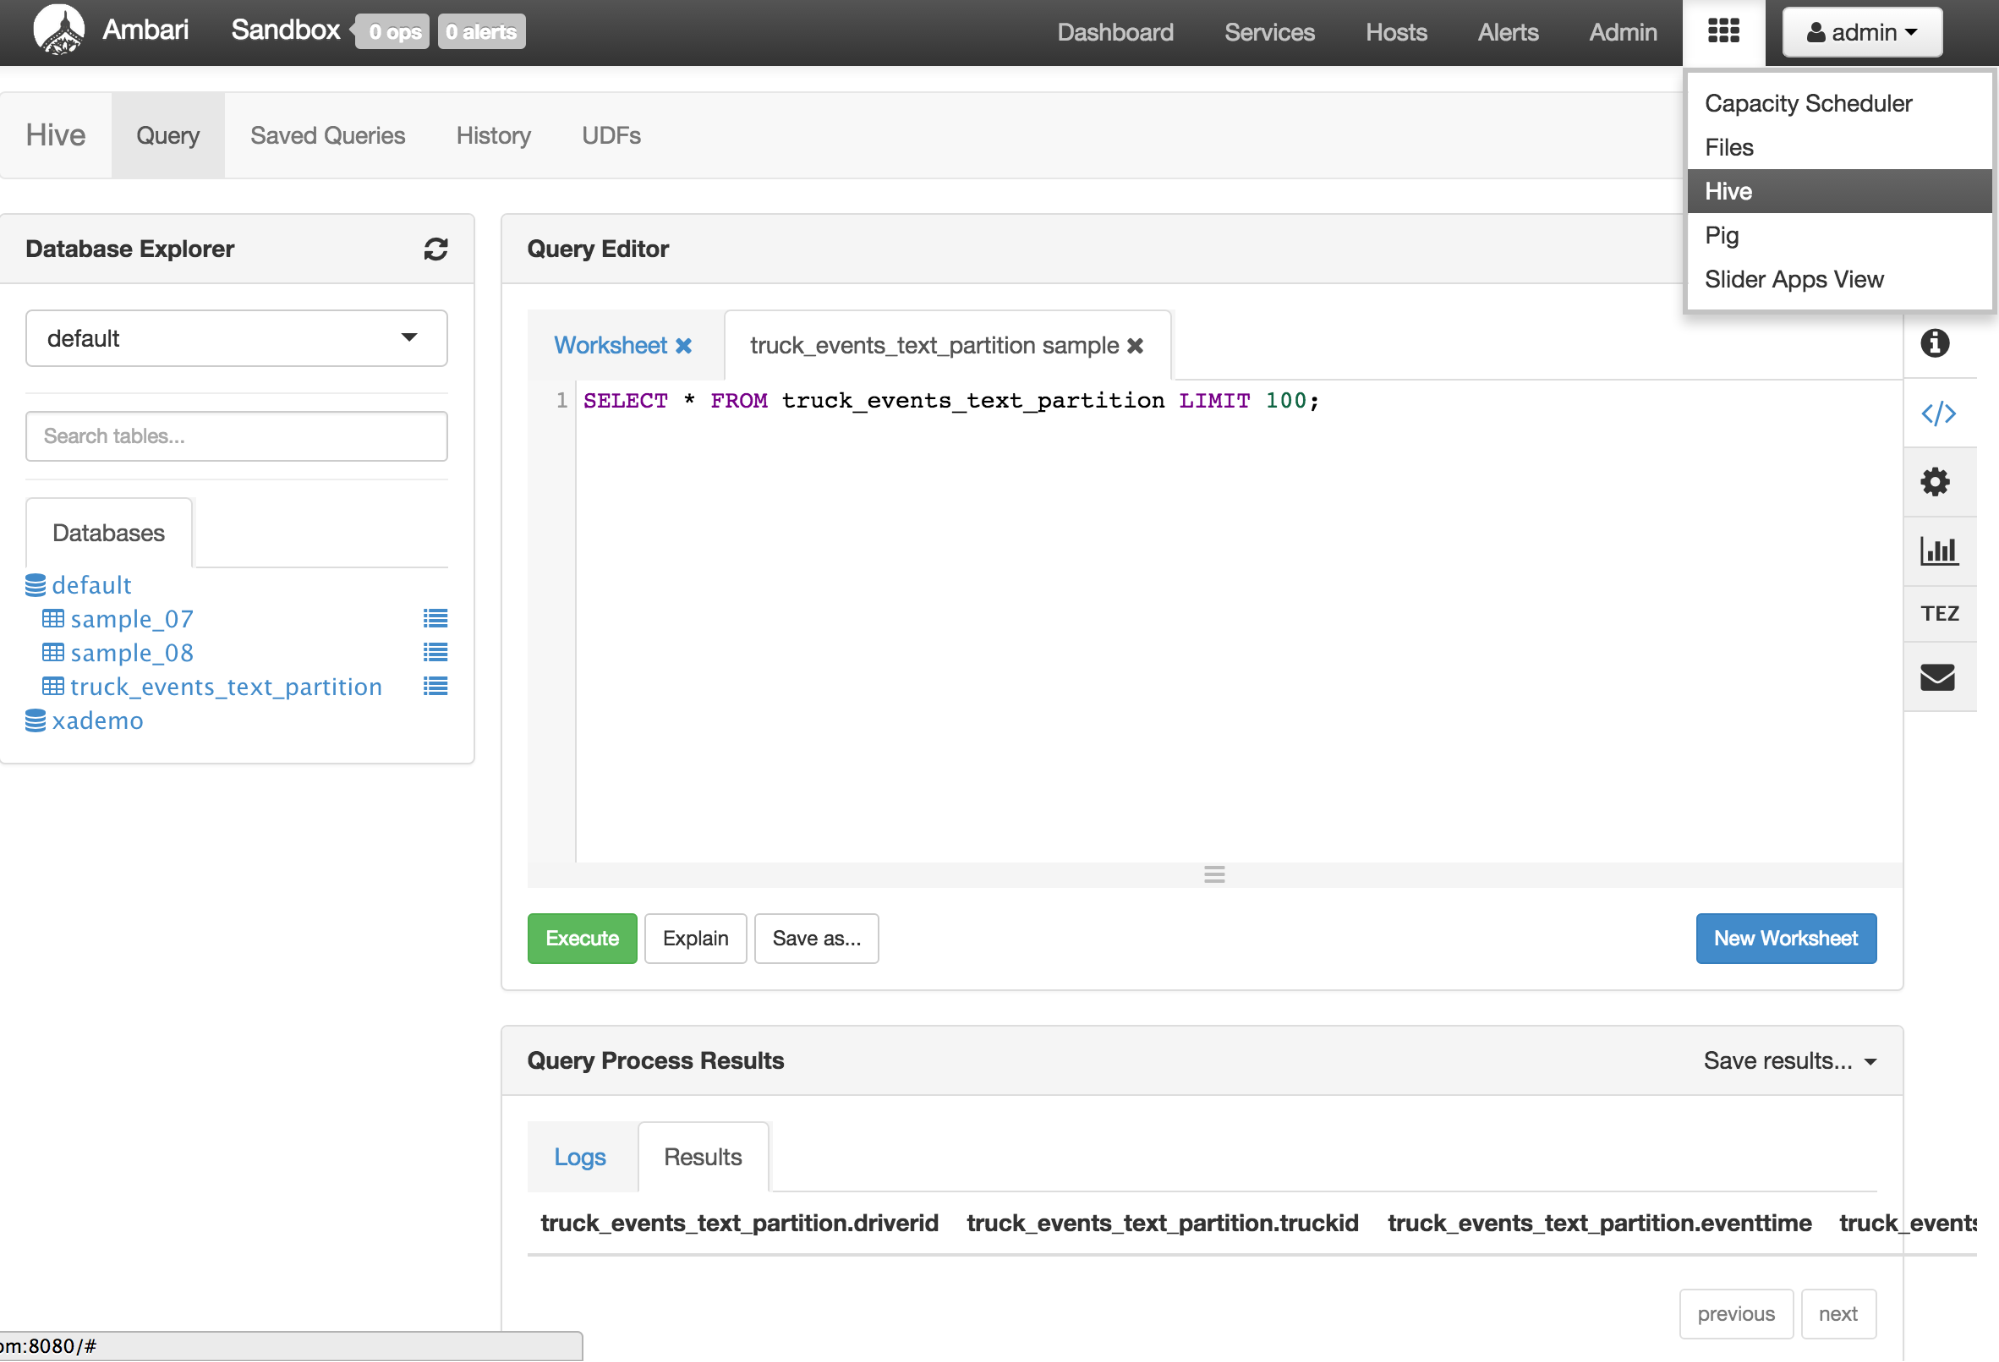 Ambari Sandbox 0 ops 0 alerts Dashboard Services Hosts Alerts Admin admin
Capacity Scheduler
Files
Hive
Pig
Slider Apps View
Hive Query Saved Queries History UDFs
Database Explorer
default
Search tables...
Databases
default
sample_07
sample_08
truck_events_text_partition
xademo
Query Editor
Worksheet truck_events_text_partition sample
1 SELECT * FROM truck_events_text_partition LIMIT 100;
TEZ
Execute Explain Save as... New Worksheet
Query Process Results Save results...
Logs Results
truck_events_text_partition.driverid truck_events_text_partition.truckid truck_events_text_partition.eventtime truck_events
previous next
om:8080/#